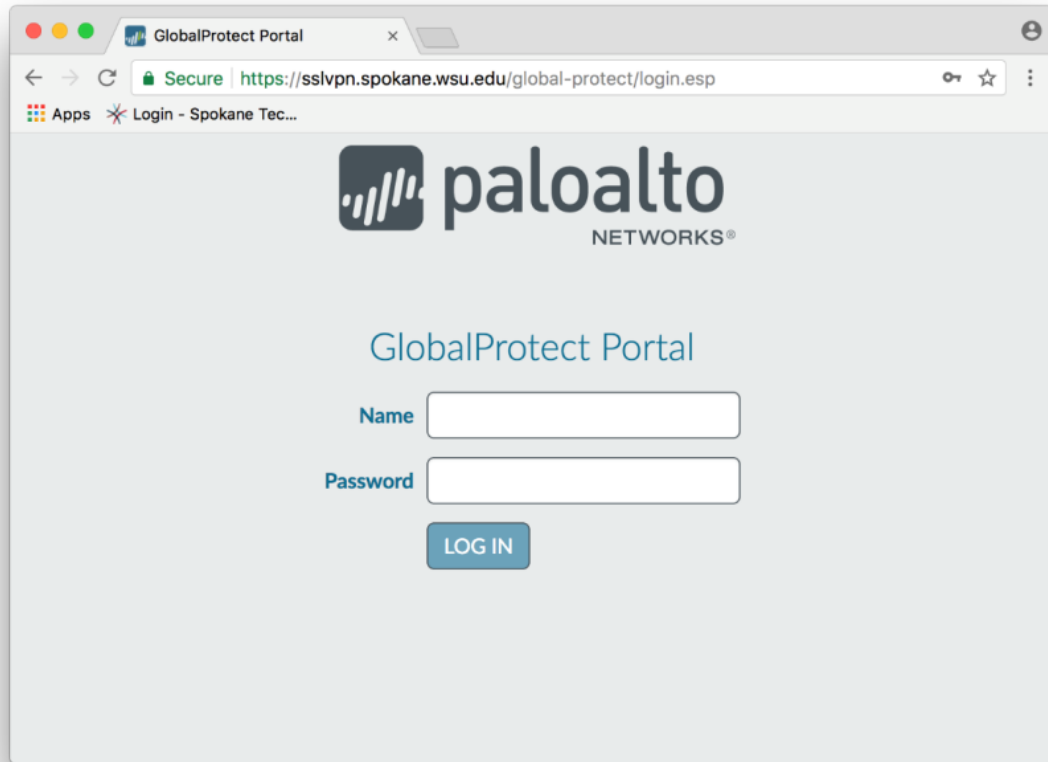 GlobalProtect Portal
Secure https://sslvpn.spokane.wsu.edu/global-protect/login.esp
Apps Login - Spokane Tec...
paloalto
NETWORKS®
GlobalProtect Portal
Name
Password
LOG IN